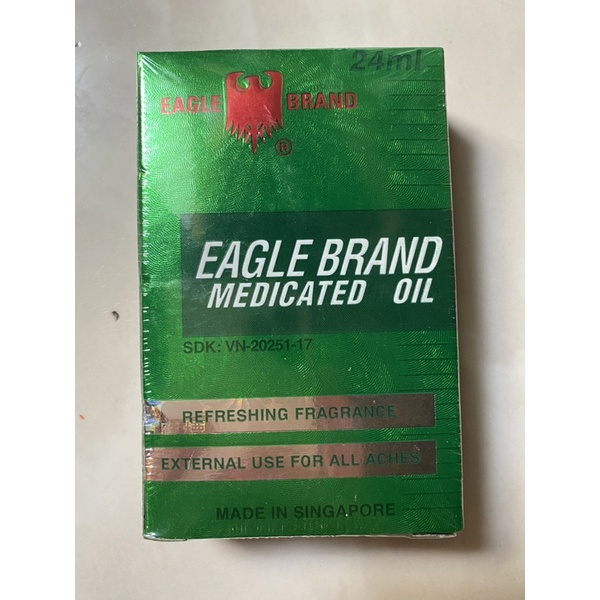 24ml
EAGLE BRAND
®
EAGLE BRAND
MEDICATED OIL
SDK: VN-20251-17
REFRESHING FRAGRANCE
EXTERNAL USE FOR ALL ACHES
MADE IN SINGAPORE